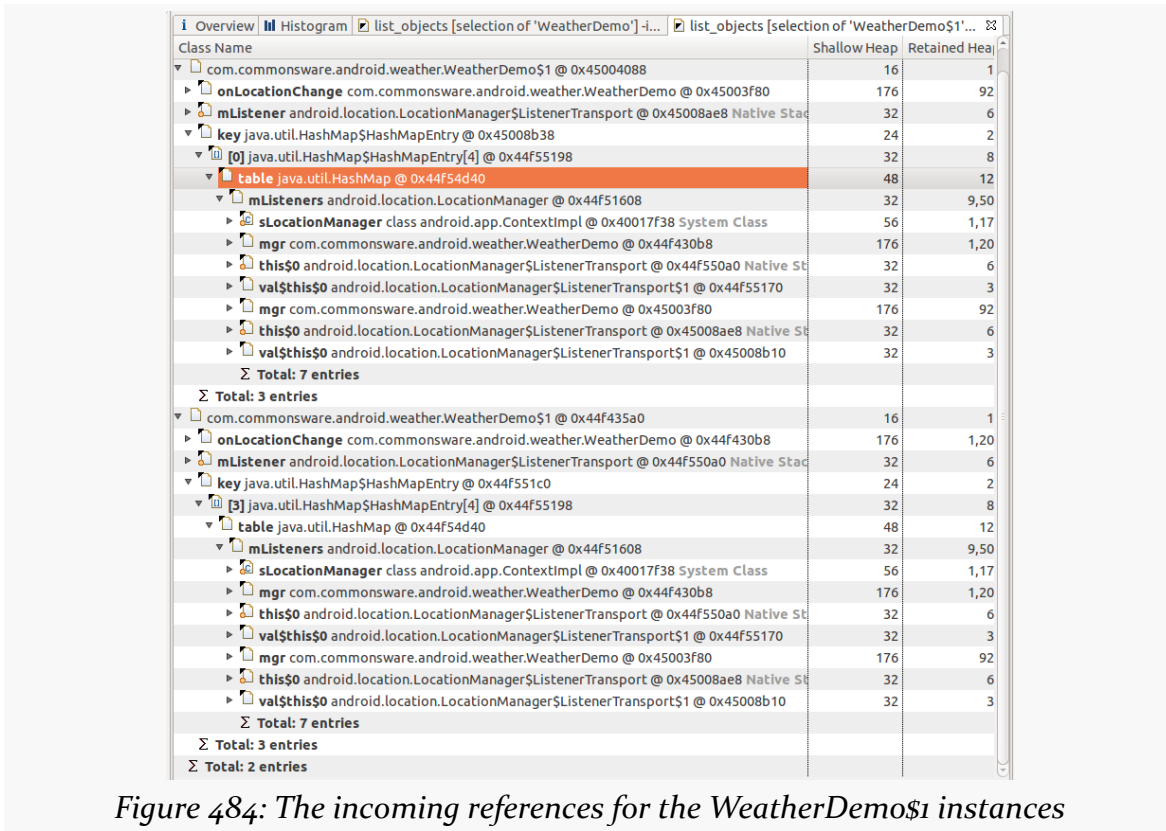 i Overview Histogram list_objects [selection of 'WeatherDemo'] -i... list_objects [selection of 'WeatherDemo$1'...
Class Name Shallow Heap Retained Heap
com.commonsware.android.weather.WeatherDemo$1 @ 0x45004088 16 1
onLocationChange com.commonsware.android.weather.WeatherDemo @ 0x45003f80 176 92
mListener android.location.LocationManager$ListenerTransport @ 0x45008ae8 Native Stac 32 6
key java.util.HashMap$HashMapEntry @ 0x45008b38 24 2
[0] java.util.HashMap$HashMapEntry[4] @ 0x44f55198 32 8
table java.util.HashMap @ 0x44f54d40 48 12
mListeners android.location.LocationManager @ 0x44f51608 32 9,50
sLocationManager class android.app.ContextImpl @ 0x40017f38 System Class 56 1,17
mgr com.commonsware.android.weather.WeatherDemo @ 0x44f430b8 176 1,20
this$0 android.location.LocationManager$ListenerTransport @ 0x44f550a0 Native St 32 6
val$this$0 android.location.LocationManager$ListenerTransport$1 @ 0x44f55170 32 3
mgr com.commonsware.android.weather.WeatherDemo @ 0x45003f80 176 92
this$0 android.location.LocationManager$ListenerTransport @ 0x45008ae8 Native St 32 6
val$this$0 android.location.LocationManager$ListenerTransport$1 @ 0x45008b10 32 3
Σ Total: 7 entries
Σ Total: 3 entries
com.commonsware.android.weather.WeatherDemo$1 @ 0x44f435a0 16 1
onLocationChange com.commonsware.android.weather.WeatherDemo @ 0x44f430b8 176 1,20
mListener android.location.LocationManager$ListenerTransport @ 0x44f550a0 Native Stac 32 6
key java.util.HashMap$HashMapEntry @ 0x44f551c0 24 2
[3] java.util.HashMap$HashMapEntry[4] @ 0x44f55198 32 8
table java.util.HashMap @ 0x44f54d40 48 12
mListeners android.location.LocationManager @ 0x44f51608 32 9,50
sLocationManager class android.app.ContextImpl @ 0x40017f38 System Class 56 1,17
mgr com.commonsware.android.weather.WeatherDemo @ 0x44f430b8 176 1,20
this$0 android.location.LocationManager$ListenerTransport @ 0x44f550a0 Native St 32 6
val$this$0 android.location.LocationManager$ListenerTransport$1 @ 0x44f55170 32 3
mgr com.commonsware.android.weather.WeatherDemo @ 0x45003f80 176 92
this$0 android.location.LocationManager$ListenerTransport @ 0x45008ae8 Native St 32 6
val$this$0 android.location.LocationManager$ListenerTransport$1 @ 0x45008b10 32 3
Σ Total: 7 entries
Σ Total: 3 entries
Σ Total: 2 entries
Figure 484: The incoming references for the WeatherDemo$1 instances